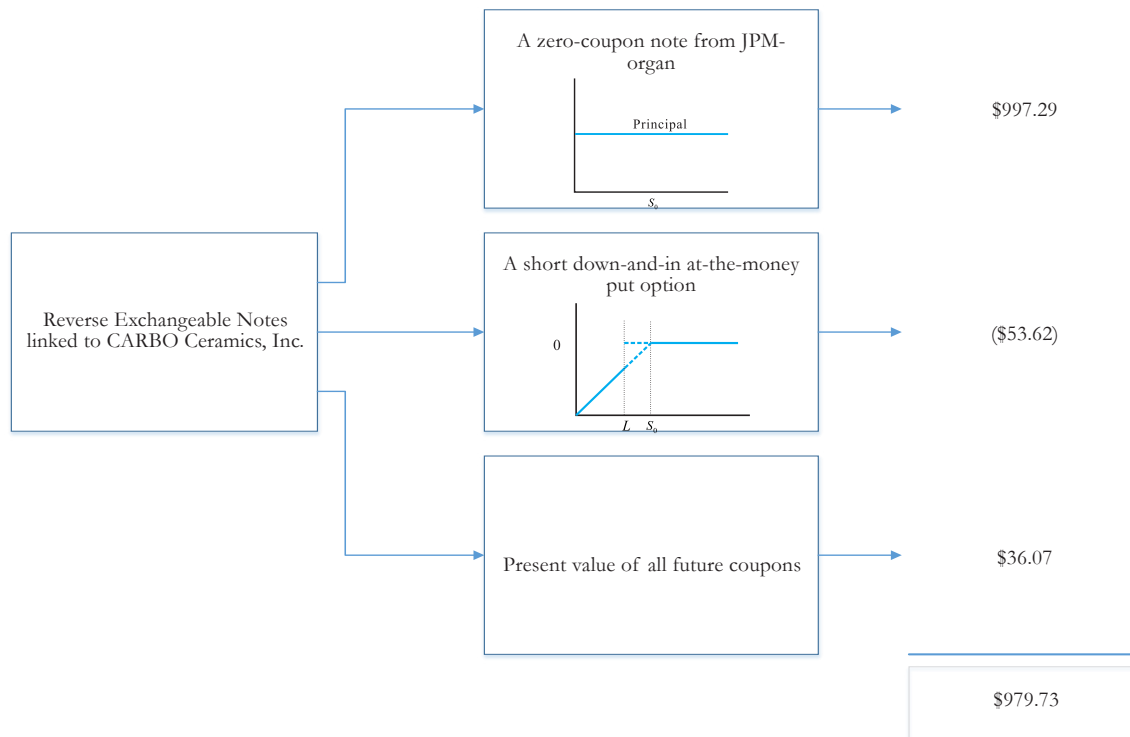 A zero-coupon note from JPM-
organ
Principal
S₀
$997.29
Reverse Exchangeable Notes
linked to CARBO Ceramics, Inc.
A short down-and-in at-the-money
put option
0
L S₀
($53.62)
Present value of all future coupons
$36.07
$979.73